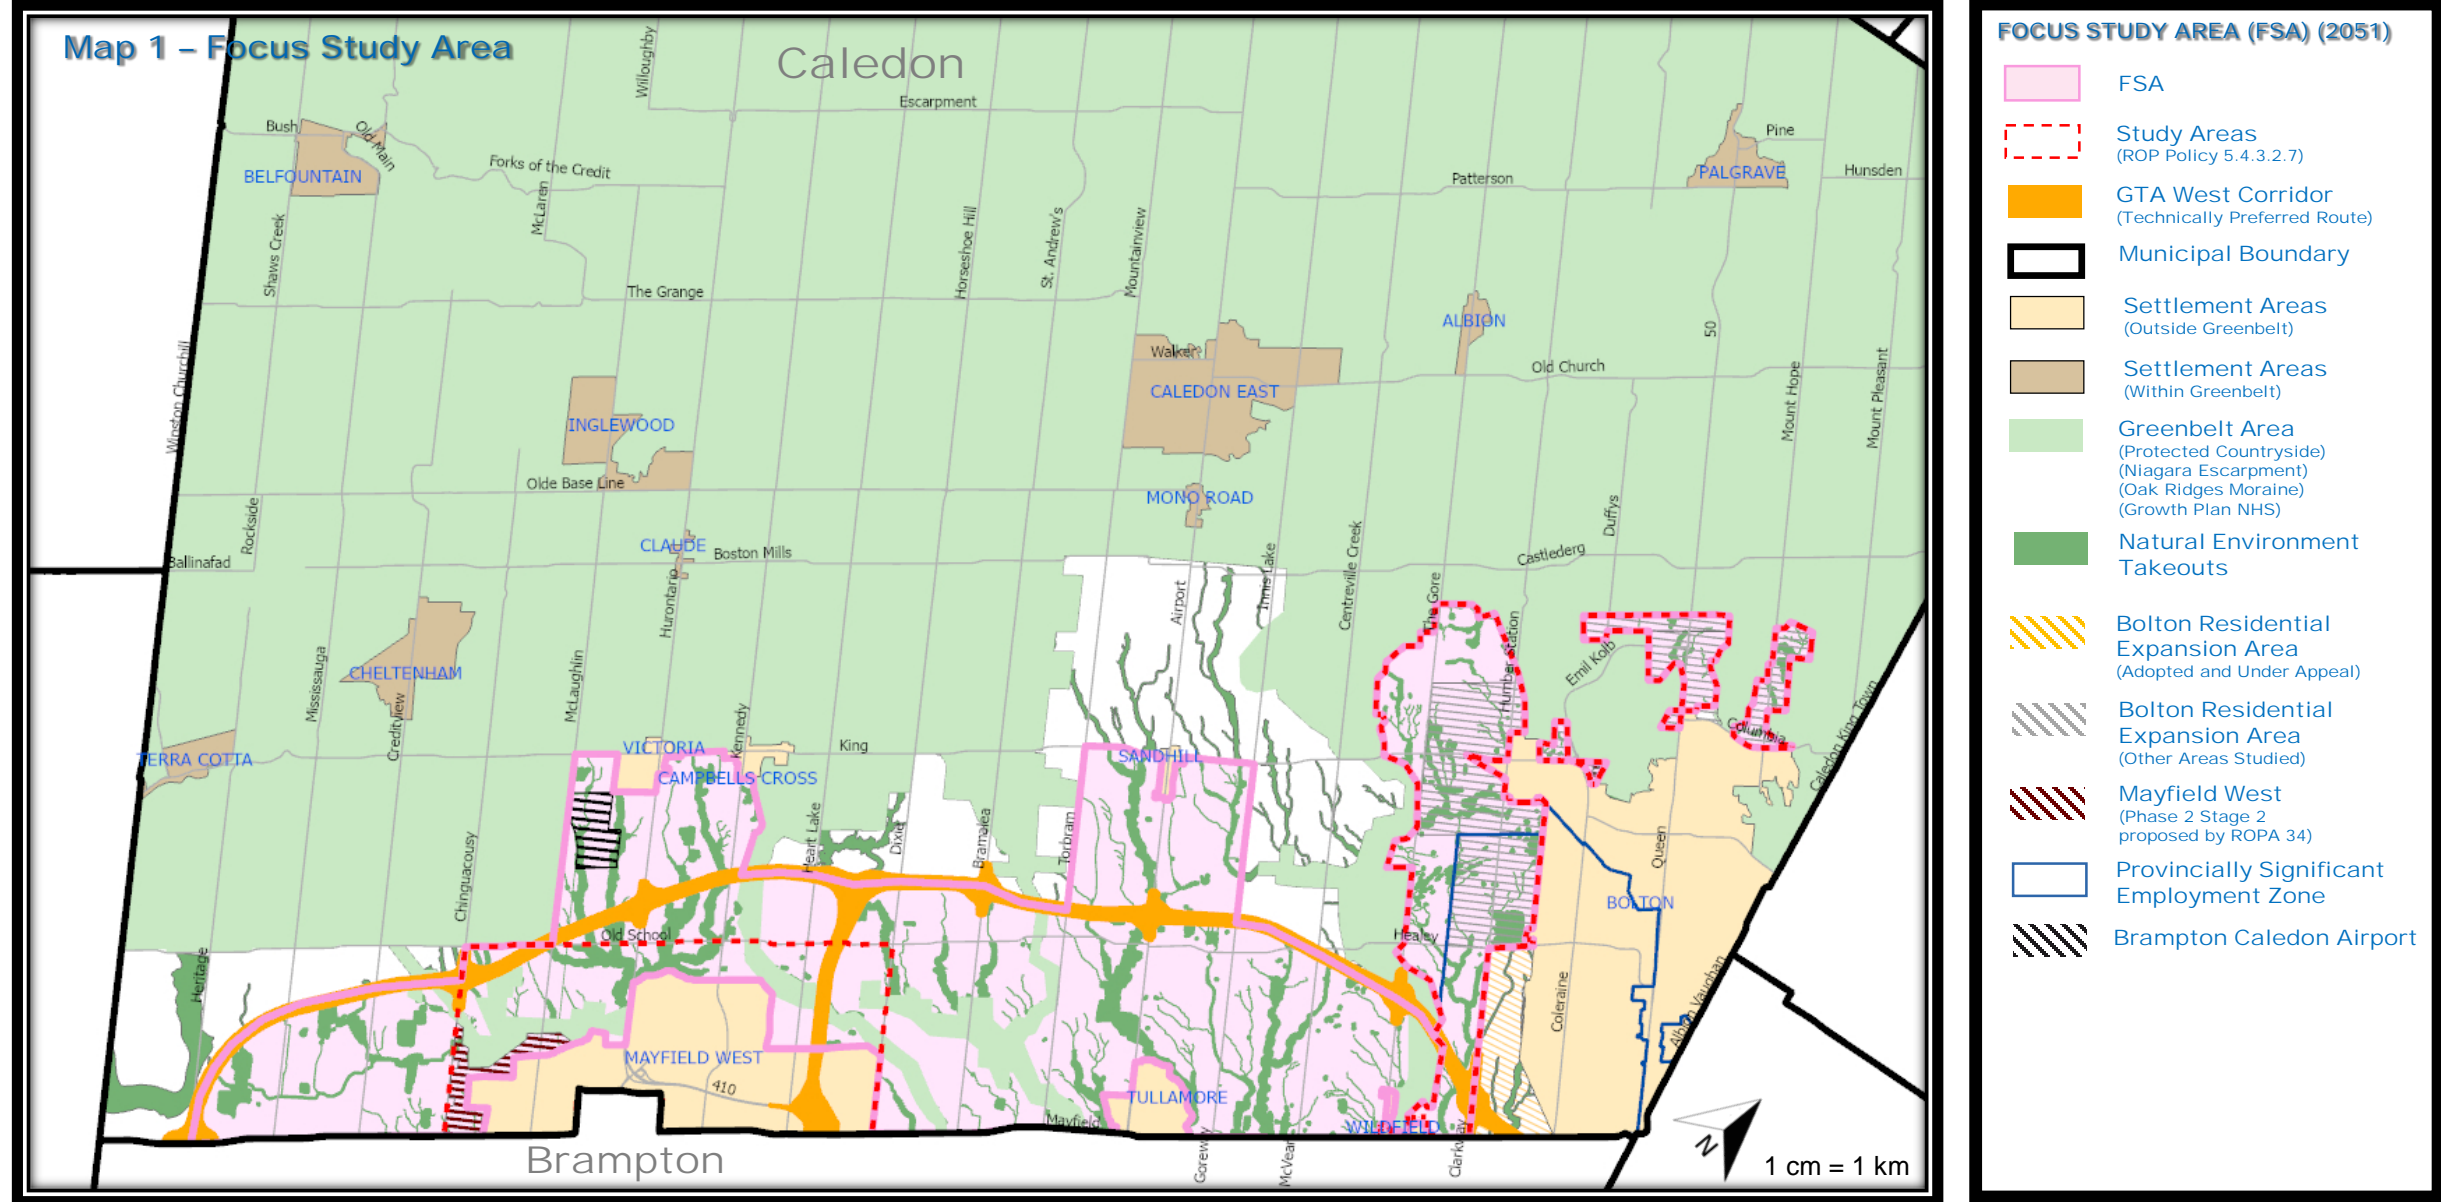 Map 1 – Focus Study Area
Caledon
Willoughby
Escarpment
Bush
Old Main
Pine
BELFOUNTAIN
Forks of the Credit
PALGRAVE
Hunsden
Patterson
McLaren
Shaws Creek
Horseshoe Hill
St. Andrew's
Mountainview
The Grange
ALBION
50
Winston Churchill
Walker
Old Church
CALEDON EAST
Mount Hope
Mount Pleasant
INGLEWOOD
Olde Base Line
MONO ROAD
Rockside
Duffys
CLAUDE
Boston Mills
Ballinafad
Castlederg
Centreville Creek
Innis Lake
Airport
The Gore
Hurontario
Humber Station
Emil Kolb
CHELTENHAM
Mississauga
McLaughlin
Creditview
Kennedy
Columbia
Caledon King Town
TERRA COTTA
VICTORIA
King
SANDHILL
CAMPBELLS CROSS
Heart Lake
Dixie
Bramalea
Torbram
Queen
Chinguacousy
BOLTON
Old School
Healey
Heritage
Coleraine
Albion Vaughan
MAYFIELD WEST
410
TULLAMORE
Mayfield
WILDFIELD
Brampton
Goreway
McVean
Clarkway
N
1 cm = 1 km
FOCUS STUDY AREA (FSA) (2051)
FSA
Study Areas
(ROP Policy 5.4.3.2.7)
GTA West Corridor
(Technically Preferred Route)
Municipal Boundary
Settlement Areas
(Outside Greenbelt)
Settlement Areas
(Within Greenbelt)
Greenbelt Area
(Protected Countryside)
(Niagara Escarpment)
(Oak Ridges Moraine)
(Growth Plan NHS)
Natural Environment
Takeouts
Bolton Residential
Expansion Area
(Adopted and Under Appeal)
Bolton Residential
Expansion Area
(Other Areas Studied)
Mayfield West
(Phase 2 Stage 2
proposed by ROPA 34)
Provincially Significant
Employment Zone
Brampton Caledon Airport